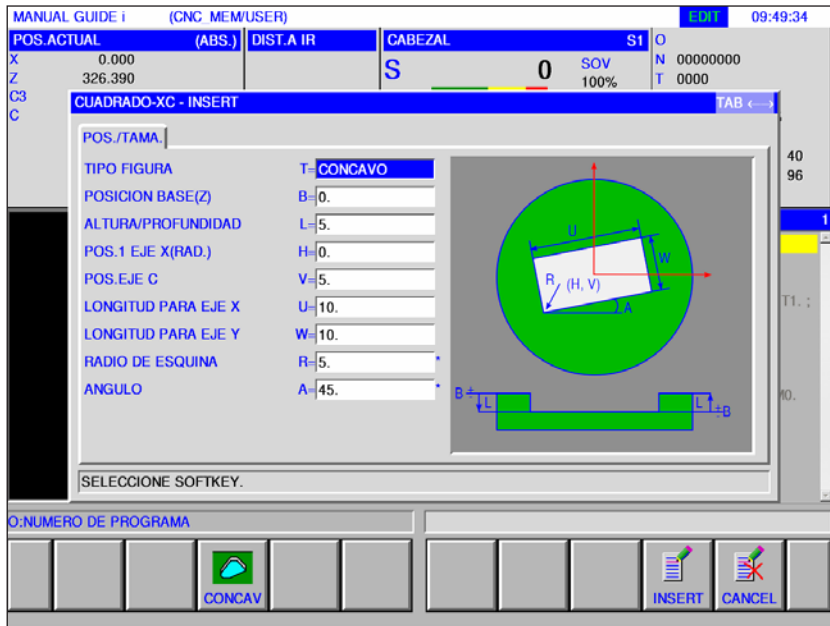 MANUAL GUIDE i (CNC_MEM/USER) EDIT 09:49:34
POS.ACTUAL (ABS.) DIST.A IR CABEZAL S1 O
X 0.000 S 0 SOV N 00000000
Z 326.390 100% T 0000
C3
C
CUADRADO-XC - INSERT TAB ←→
POS./TAMA.
40
96
TIPO FIGURA T=CONCAVO
POSICION BASE(Z) B=0.
ALTURA/PROFUNDIDAD L=5.
POS.1 EJE X(RAD.) H=0.
POS.EJE C V=5.
LONGITUD PARA EJE X U=10.
LONGITUD PARA EJE Y W=10.
RADIO DE ESQUINA R=5. *
ANGULO A=45. *
U
W
R (H, V)
A
B + L L + B
1
T1. ;
M0.
SELECCIONE SOFTKEY.
O:NUMERO DE PROGRAMA
CONCAV INSERT CANCEL